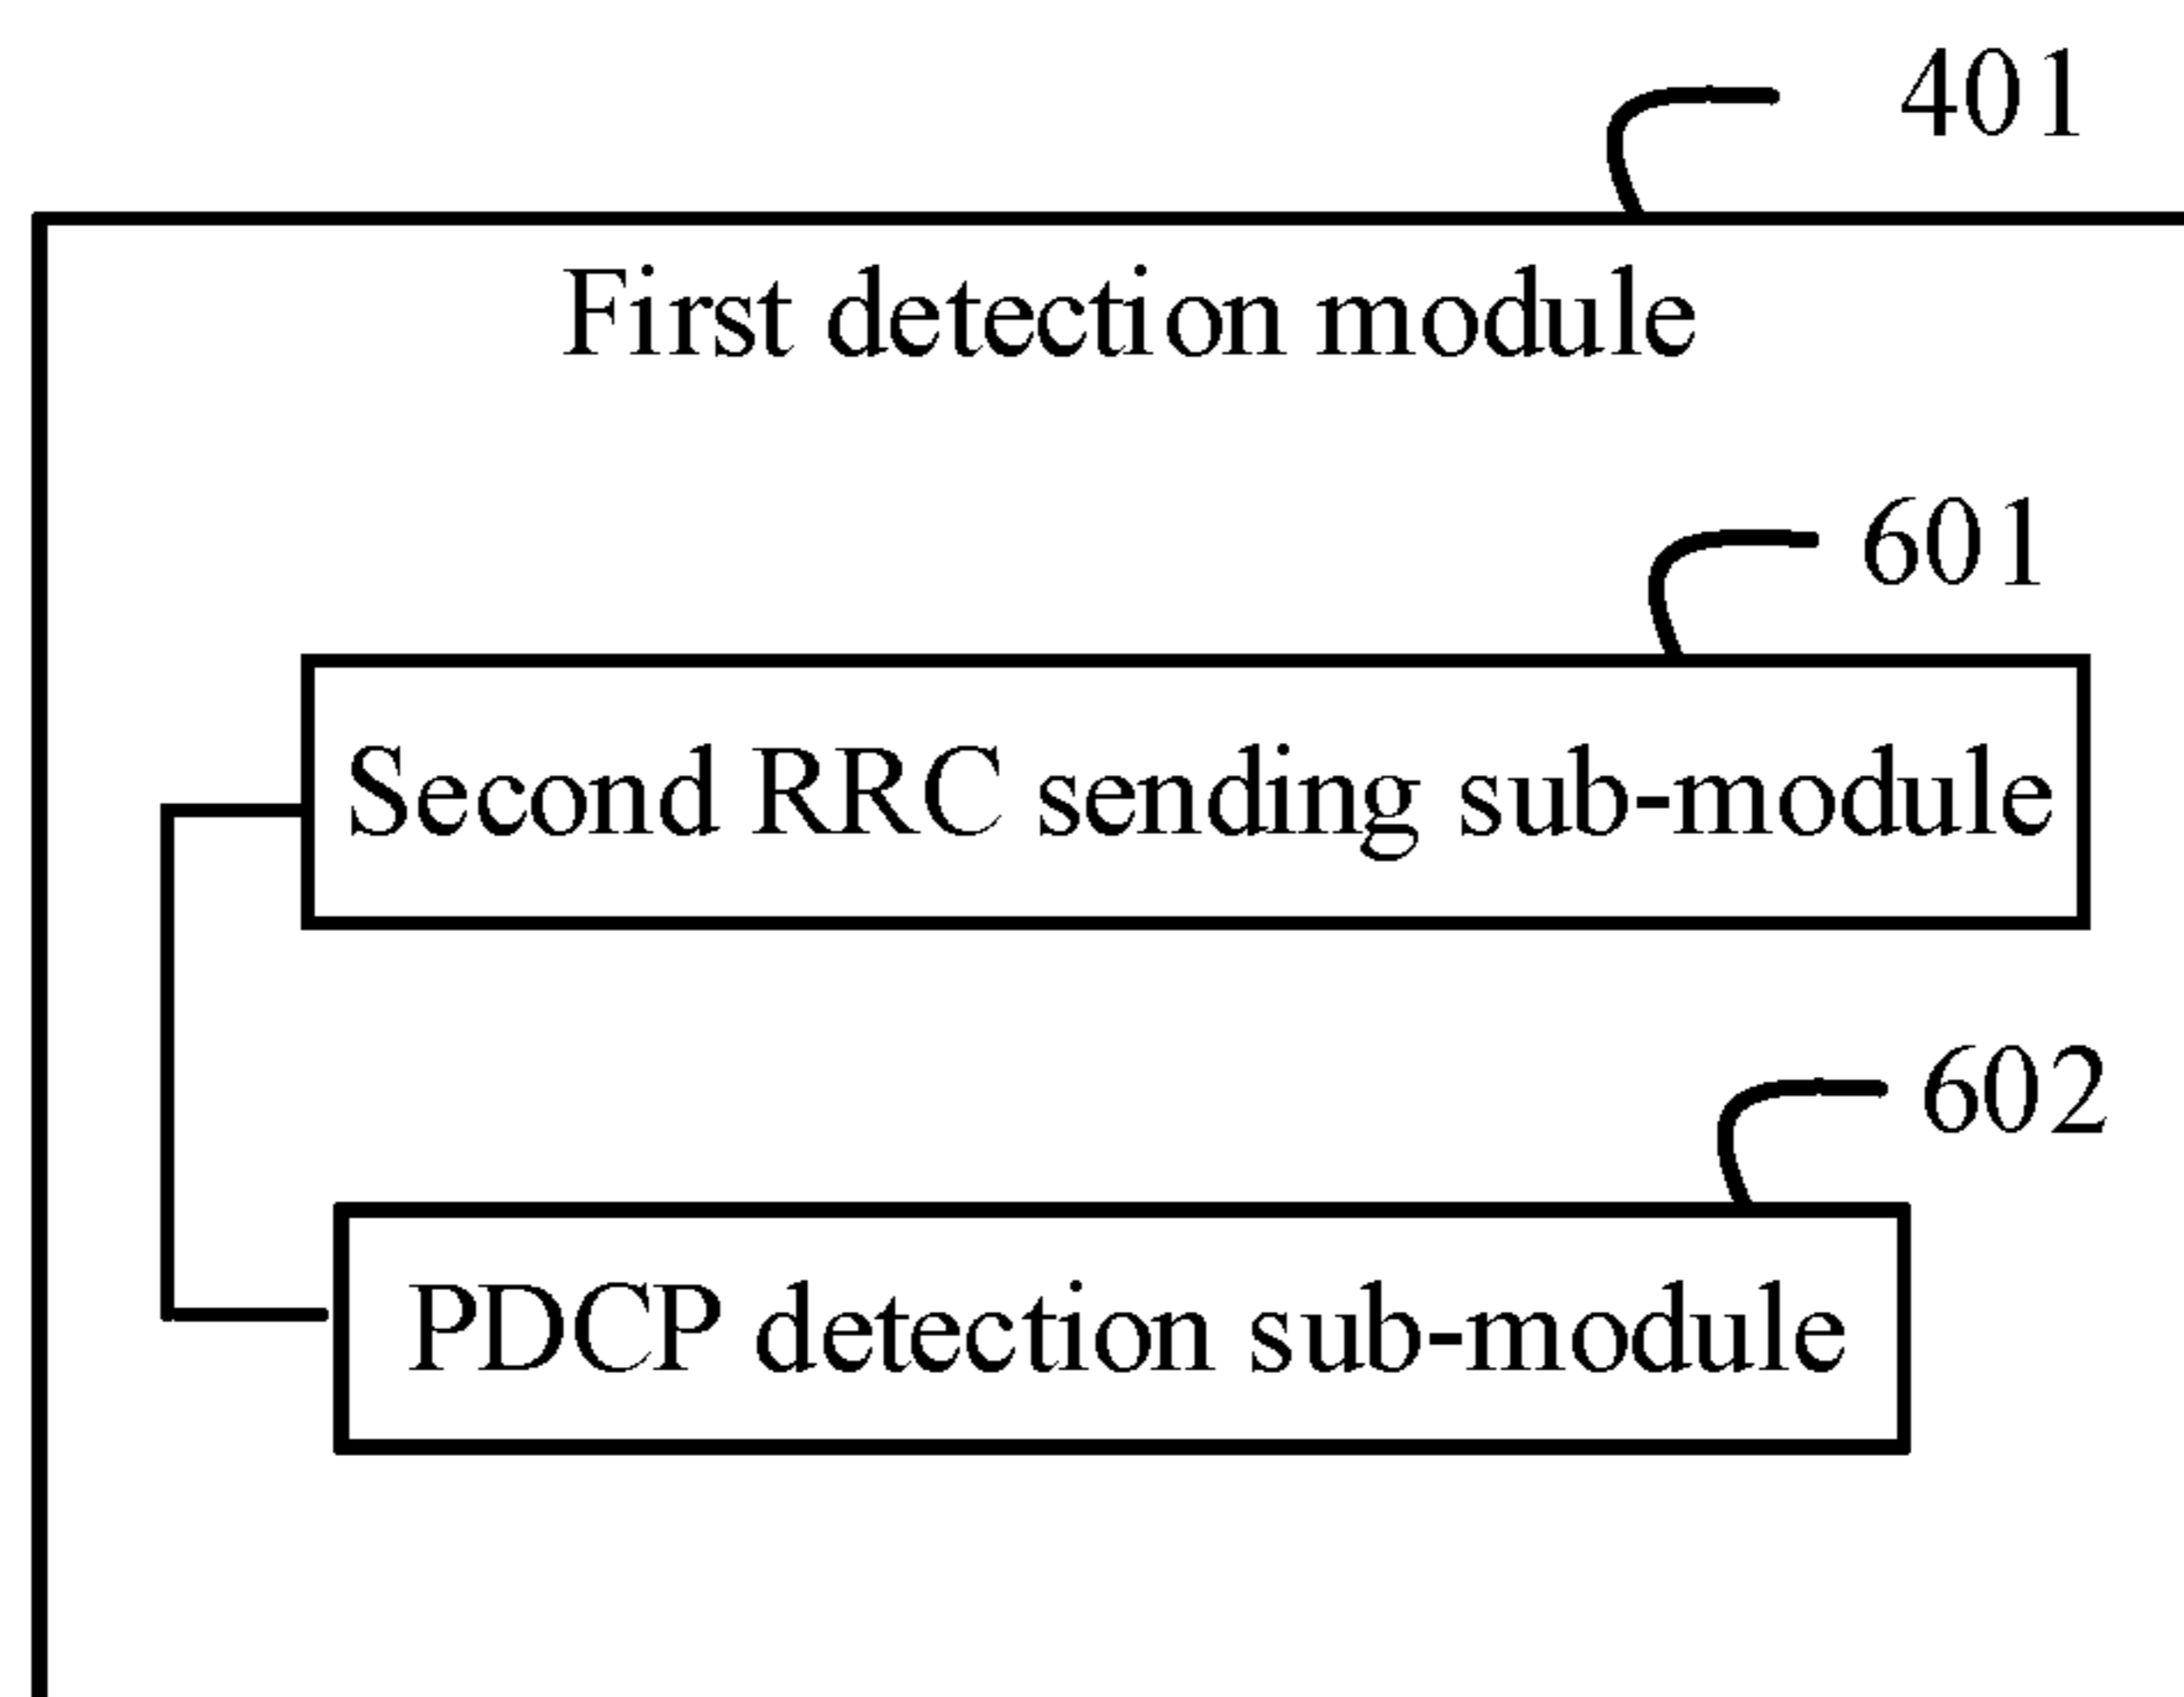 401
First detection module
601
Second RRC sending sub-module
602
PDCP detection sub-module